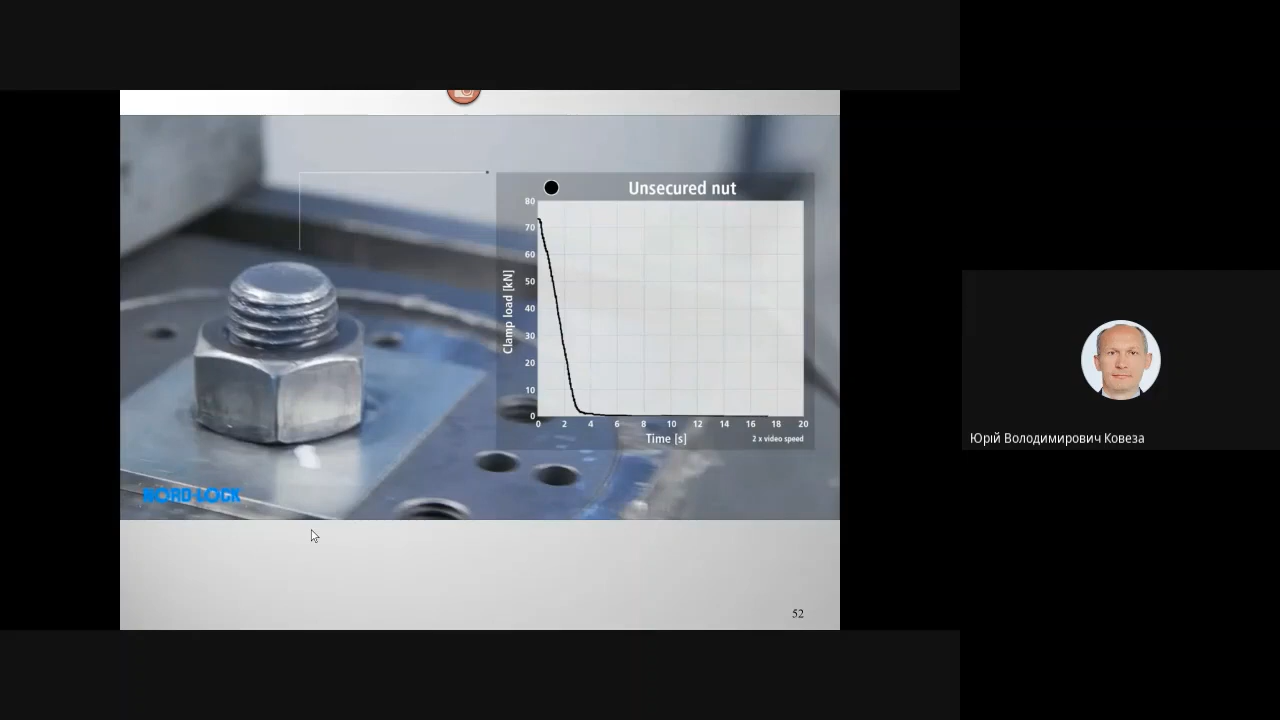 Unsecured nut
80
70
60
50
40
30
20
10
0
Clamp load [kN]
0 2 4 6 8 10 12 14 16 18 20
Time [s]
2 x video speed
NORD-LOCK
52
Юрій Володимирович Ковеза